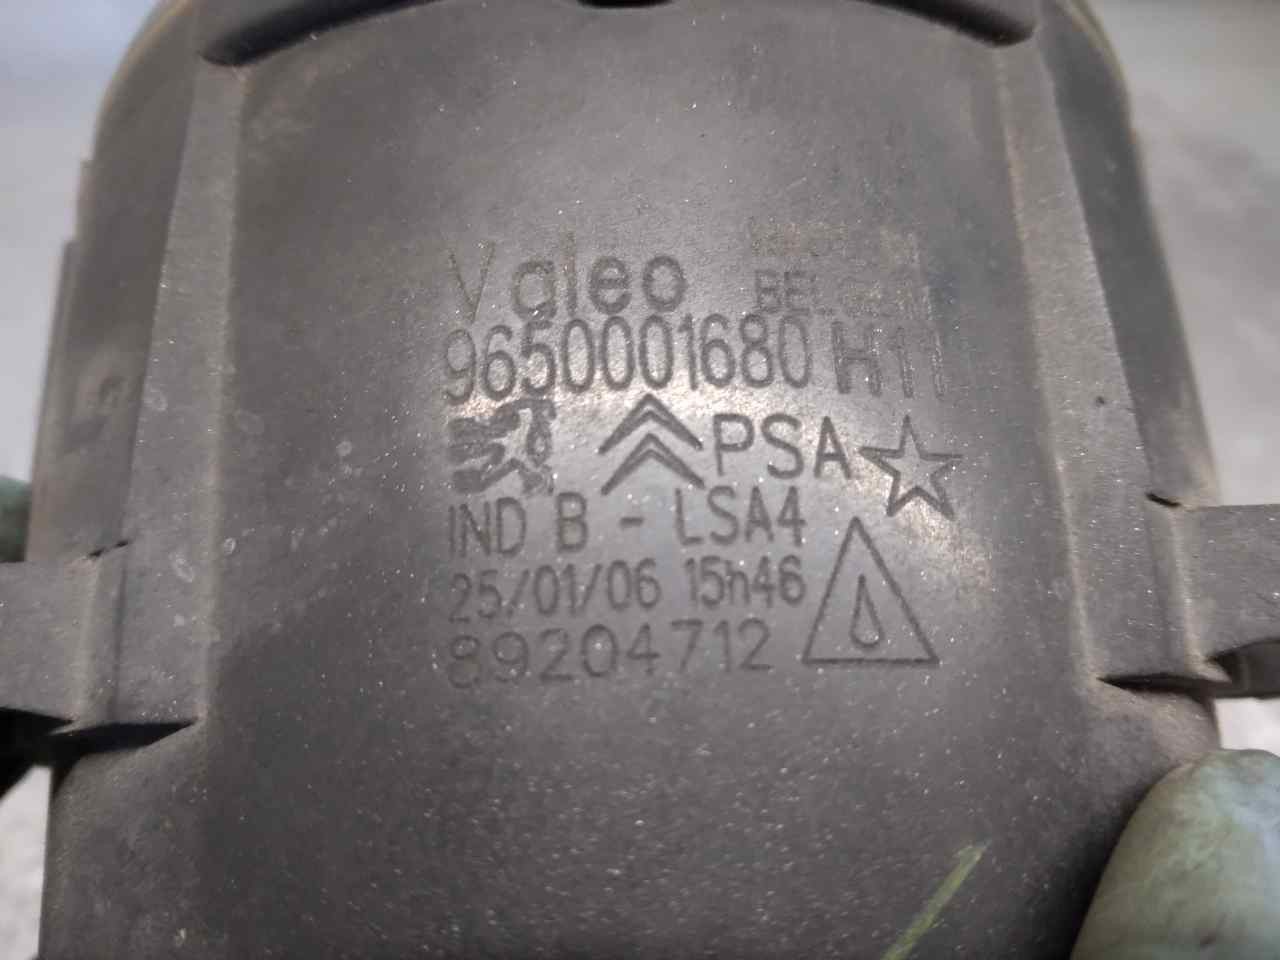 Valeo
9650001680 H11
PSA
IND B - LSA4
25/01/06 15h46
89204712